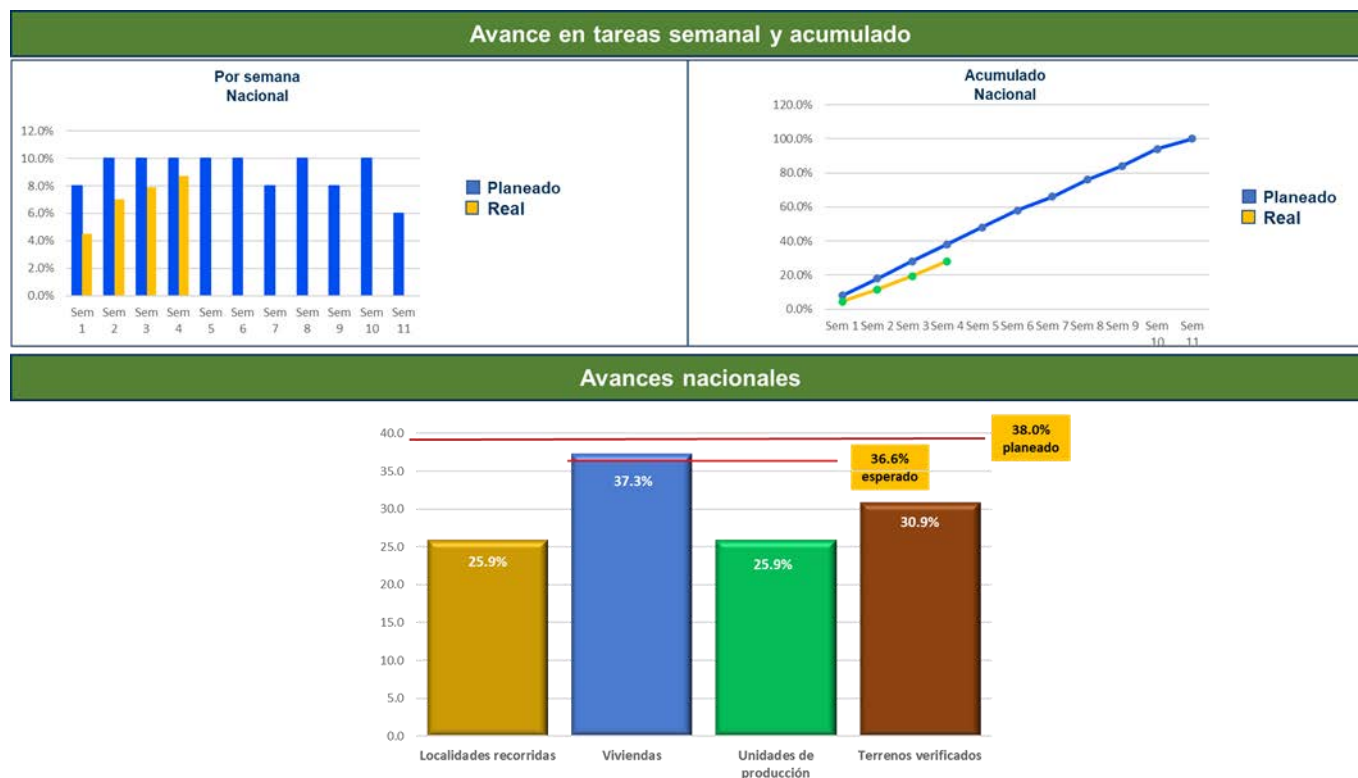 Avance en tareas semanal y acumulado
Por semana
Nacional
12.0%
10.0%
8.0%
6.0%
4.0%
2.0%
0.0%
Sem 1
Sem 2
Sem 3
Sem 4
Sem 5
Sem 6
Sem 7
Sem 8
Sem 9
Sem 10
Sem 11
Planeado
Real
Acumulado
Nacional
120.0%
100.0%
80.0%
60.0%
40.0%
20.0%
0.0%
Sem 1
Sem 2
Sem 3
Sem 4
Sem 5
Sem 6
Sem 7
Sem 8
Sem 9
Sem 10
Sem 11
Planeado
Real
Avances nacionales
40.0
35.0
30.0
25.0
20.0
15.0
10.0
5.0
0.0
38.0%
planeado
36.6%
esperado
25.9%
37.3%
25.9%
30.9%
Localidades recorridas
Viviendas
Unidades de
producción
Terrenos verificados